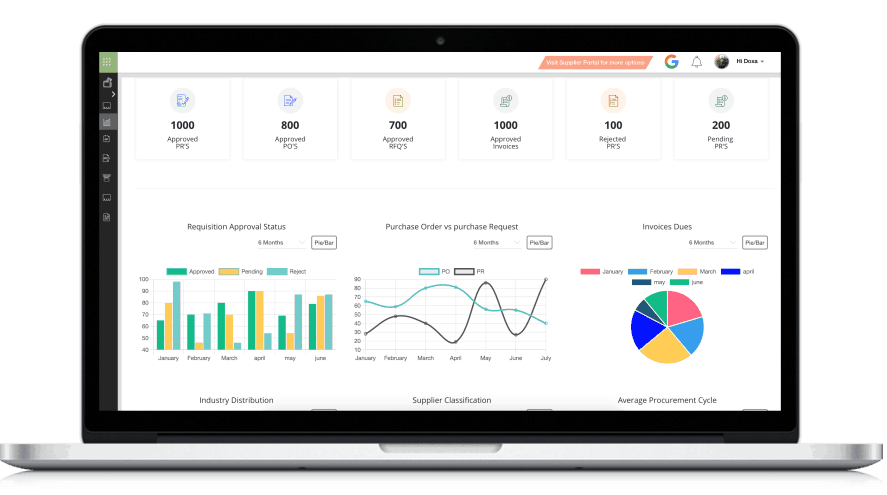 Visit Supplier Portal for more options
Hi Dosa
1000
Approved
PR'S
800
Approved
PO'S
700
Approved
RFQ'S
1000
Approved
Invoices
100
Rejected
PR'S
200
Pending
PR'S
Requisition Approval Status
6 Months
Pie/Bar
Approved
Pending
Reject
100
90
80
70
60
50
40
January
February
March
april
may
june
Purchase Order vs purchase Request
6 Months
Pie/Bar
PO
PR
90
80
70
60
50
40
30
20
10
January
February
March
April
May
June
July
Invoices Dues
6 Months
Pie/Bar
January
February
March
april
may
june
Industry Distribution
Supplier Classification
Average Procurement Cycle